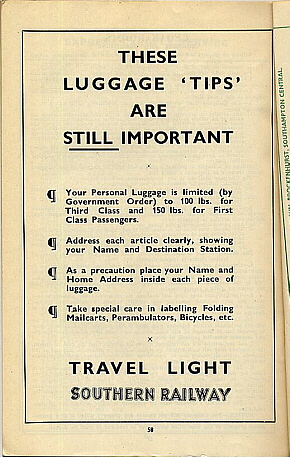 THESE
LUGGAGE 'TIPS'
ARE
STILL IMPORTANT
¶ Your Personal Luggage is limited (by
Government Order) to 100 lbs. for
Third Class and 150 lbs. for First
Class Passengers.
¶ Address each article clearly, showing
your Name and Destination Station.
¶ As a precaution place your Name and
Home Address inside each piece of
luggage.
¶ Take special care in labelling Folding
Mailcarts, Perambulators, Bicycles, etc.
TRAVEL LIGHT
SOUTHERN RAILWAY
58
BROCKENHURST, SOUTHAMPTON CENTRAL,